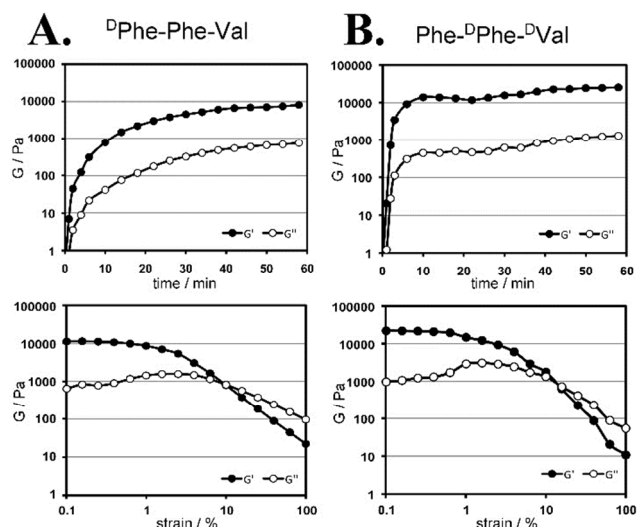 A. ᴰPhe-Phe-Val
100000
10000
1000
100
10
1
G / Pa
G' G"
0 10 20 30 40 50 60
time / min
100000
10000
1000
100
10
1
G / Pa
G' G"
0.1 1 10 100
strain / %
B. Phe-ᴰPhe-ᴰVal
100000
10000
1000
100
10
1
G / Pa
G' G"
0 10 20 30 40 50 60
time / min
100000
10000
1000
100
10
1
G / Pa
G' G"
0.1 1 10 100
strain / %